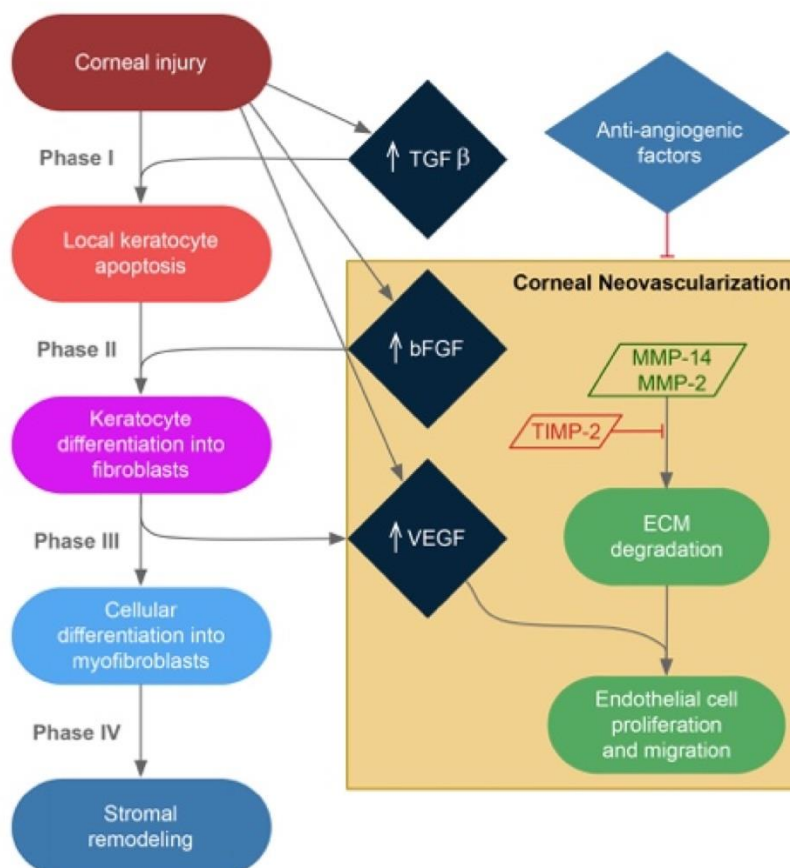 Corneal injury
Phase I
↑ TGF β
Anti-angiogenic
factors
Local keratocyte
apoptosis
Corneal Neovascularization
Phase II
↑ bFGF
MMP-14
MMP-2
TIMP-2
Keratocyte
differentiation into
fibroblasts
Phase III
↑ VEGF
ECM
degradation
Cellular
differentiation into
myofibroblasts
Phase IV
Endothelial cell
proliferation
and migration
Stromal
remodeling